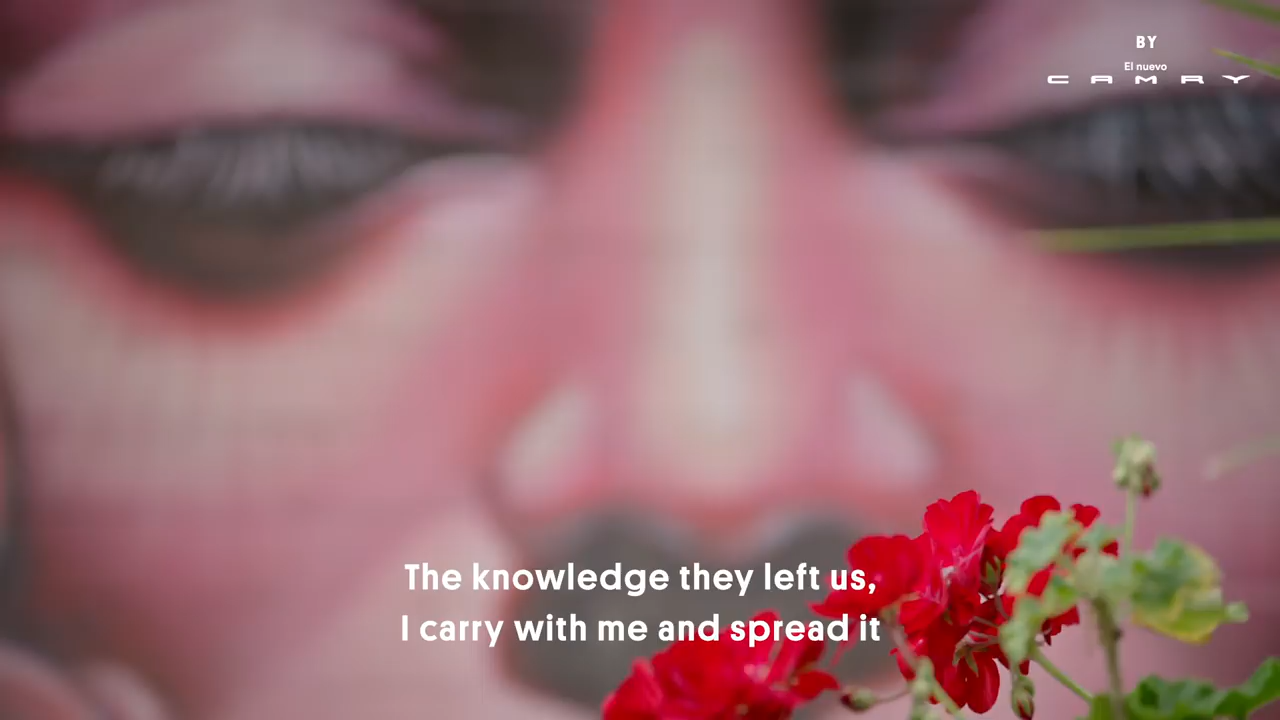 BY
El nuevo
CAMRY
The knowledge they left us,
I carry with me and spread it